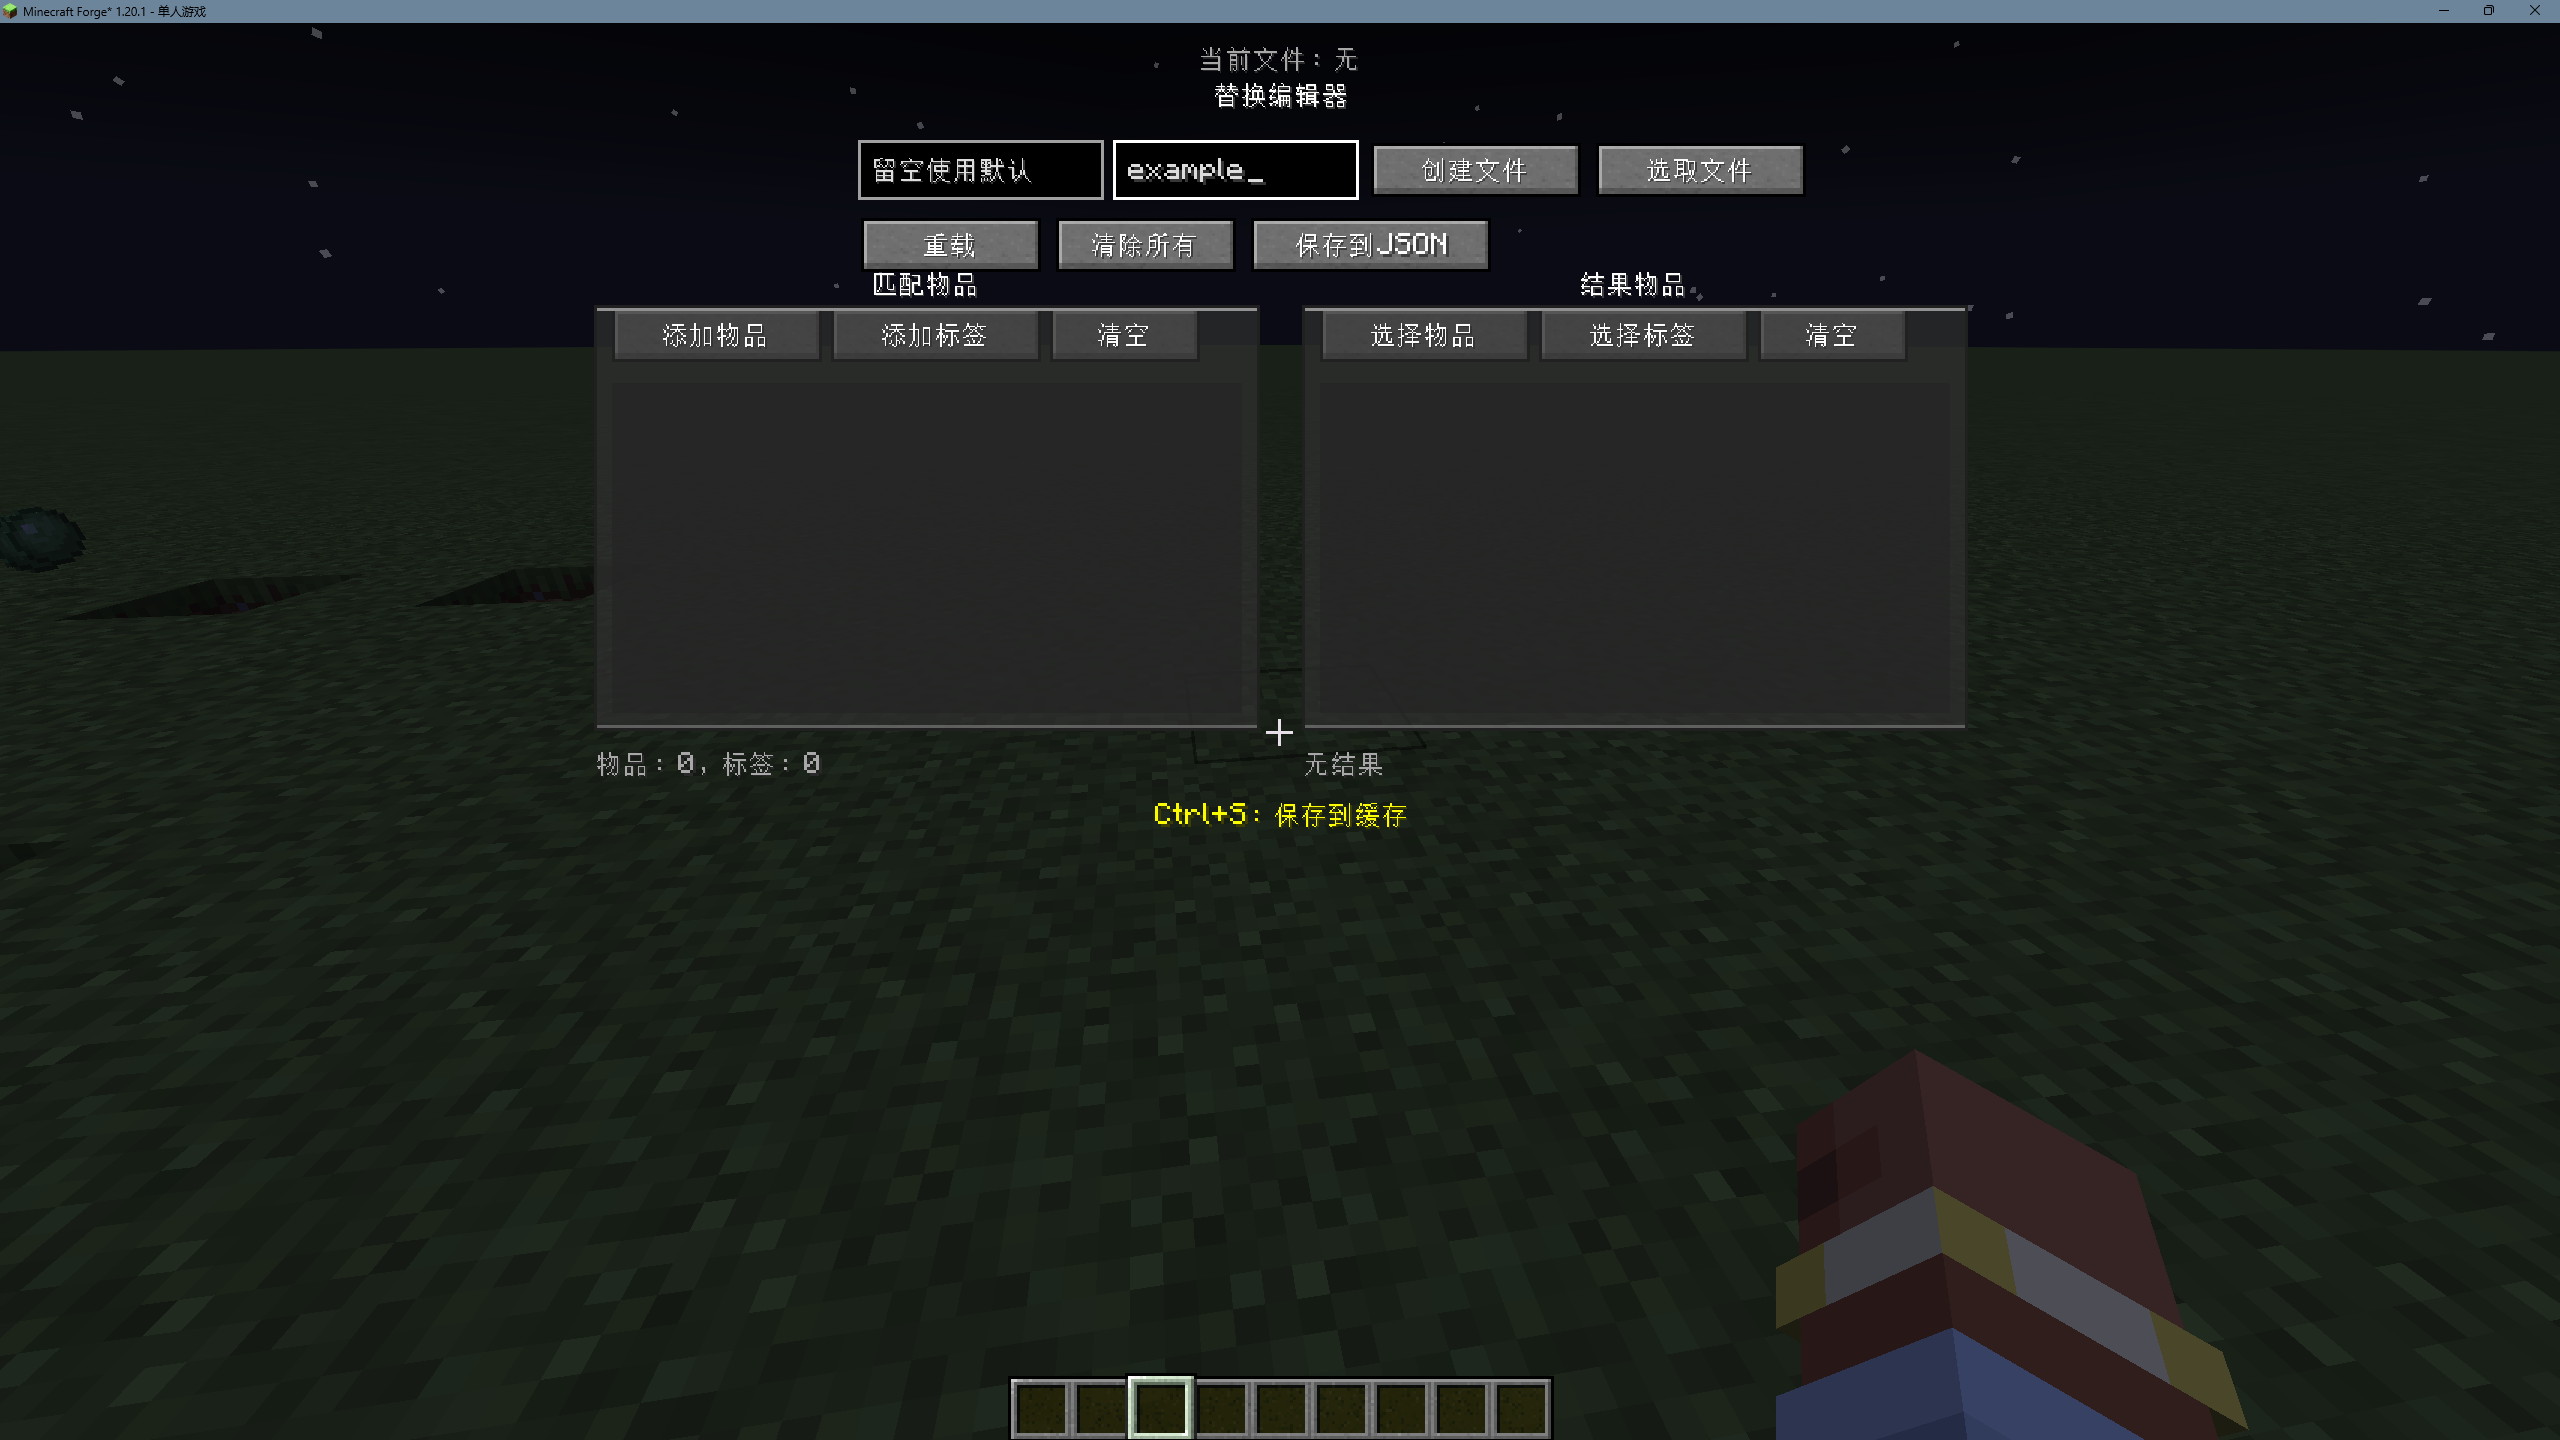 Minecraft Forge* 1.20.1 - 单人游戏
当前文件：无
替换编辑器
留空使用默认 example_ 创建文件 选取文件
重载 清除所有 保存到JSON
匹配物品 结果物品
添加物品 添加标签 清空 选择物品 选择标签 清空
物品：0, 标签：0 无结果
Ctrl+S：保存到缓存